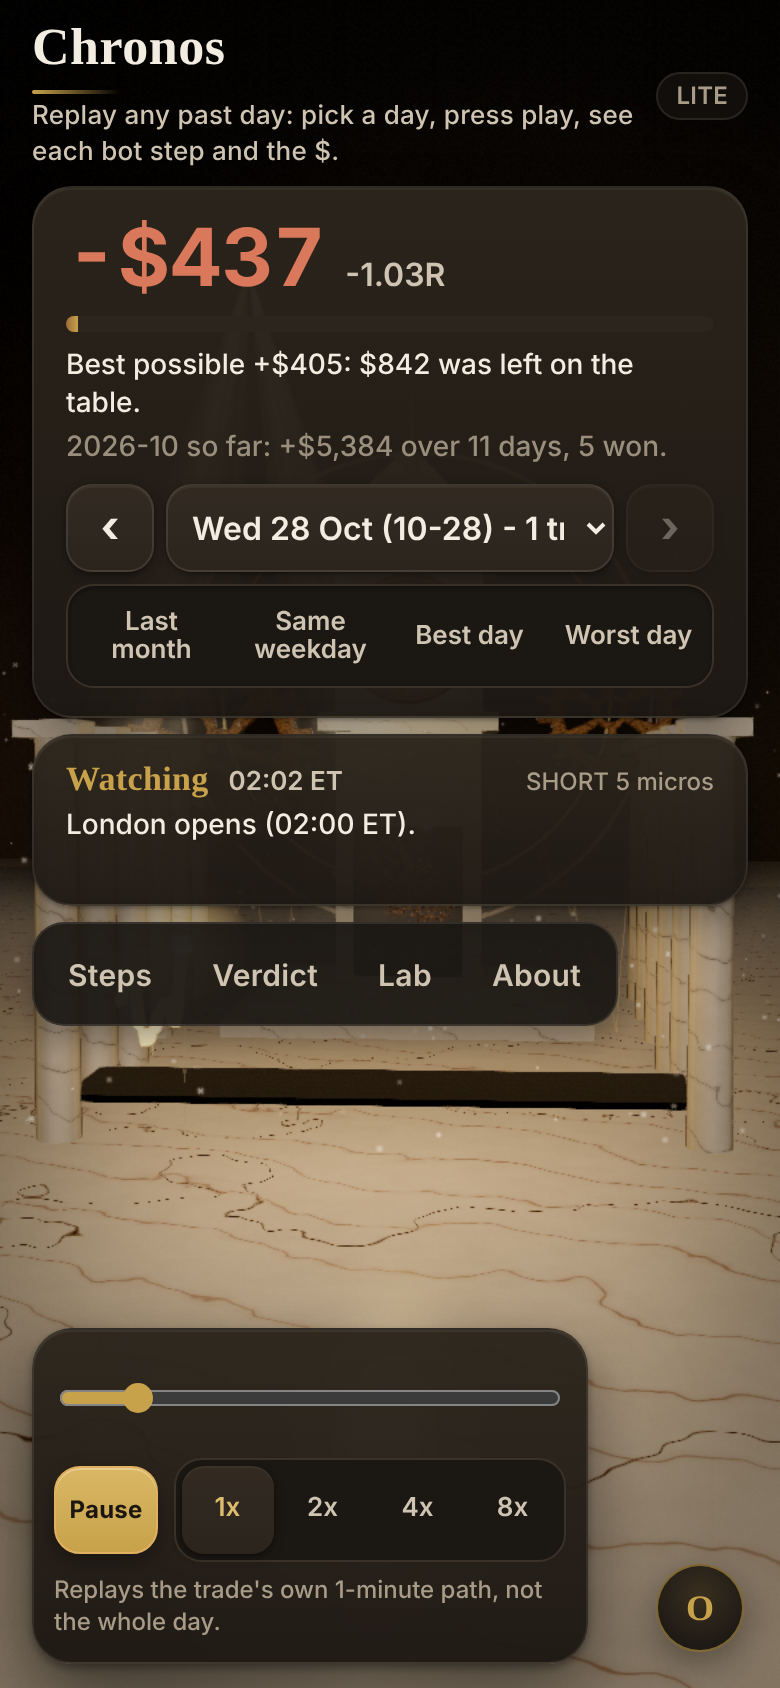 Chronos
Replay any past day: pick a day, press play, see
each bot step and the $.
LITE
-$437 -1.03R
Best possible +$405: $842 was left on the
table.
2026-10 so far: +$5,384 over 11 days, 5 won.
‹ Wed 28 Oct (10-28) - 1 ›
Last month
Same weekday
Best day
Worst day
Watching 02:02 ET SHORT 5 micros
London opens (02:00 ET).
Steps Verdict Lab About
Pause 1x 2x 4x 8x
Replays the trade's own 1-minute path, not
the whole day.
O